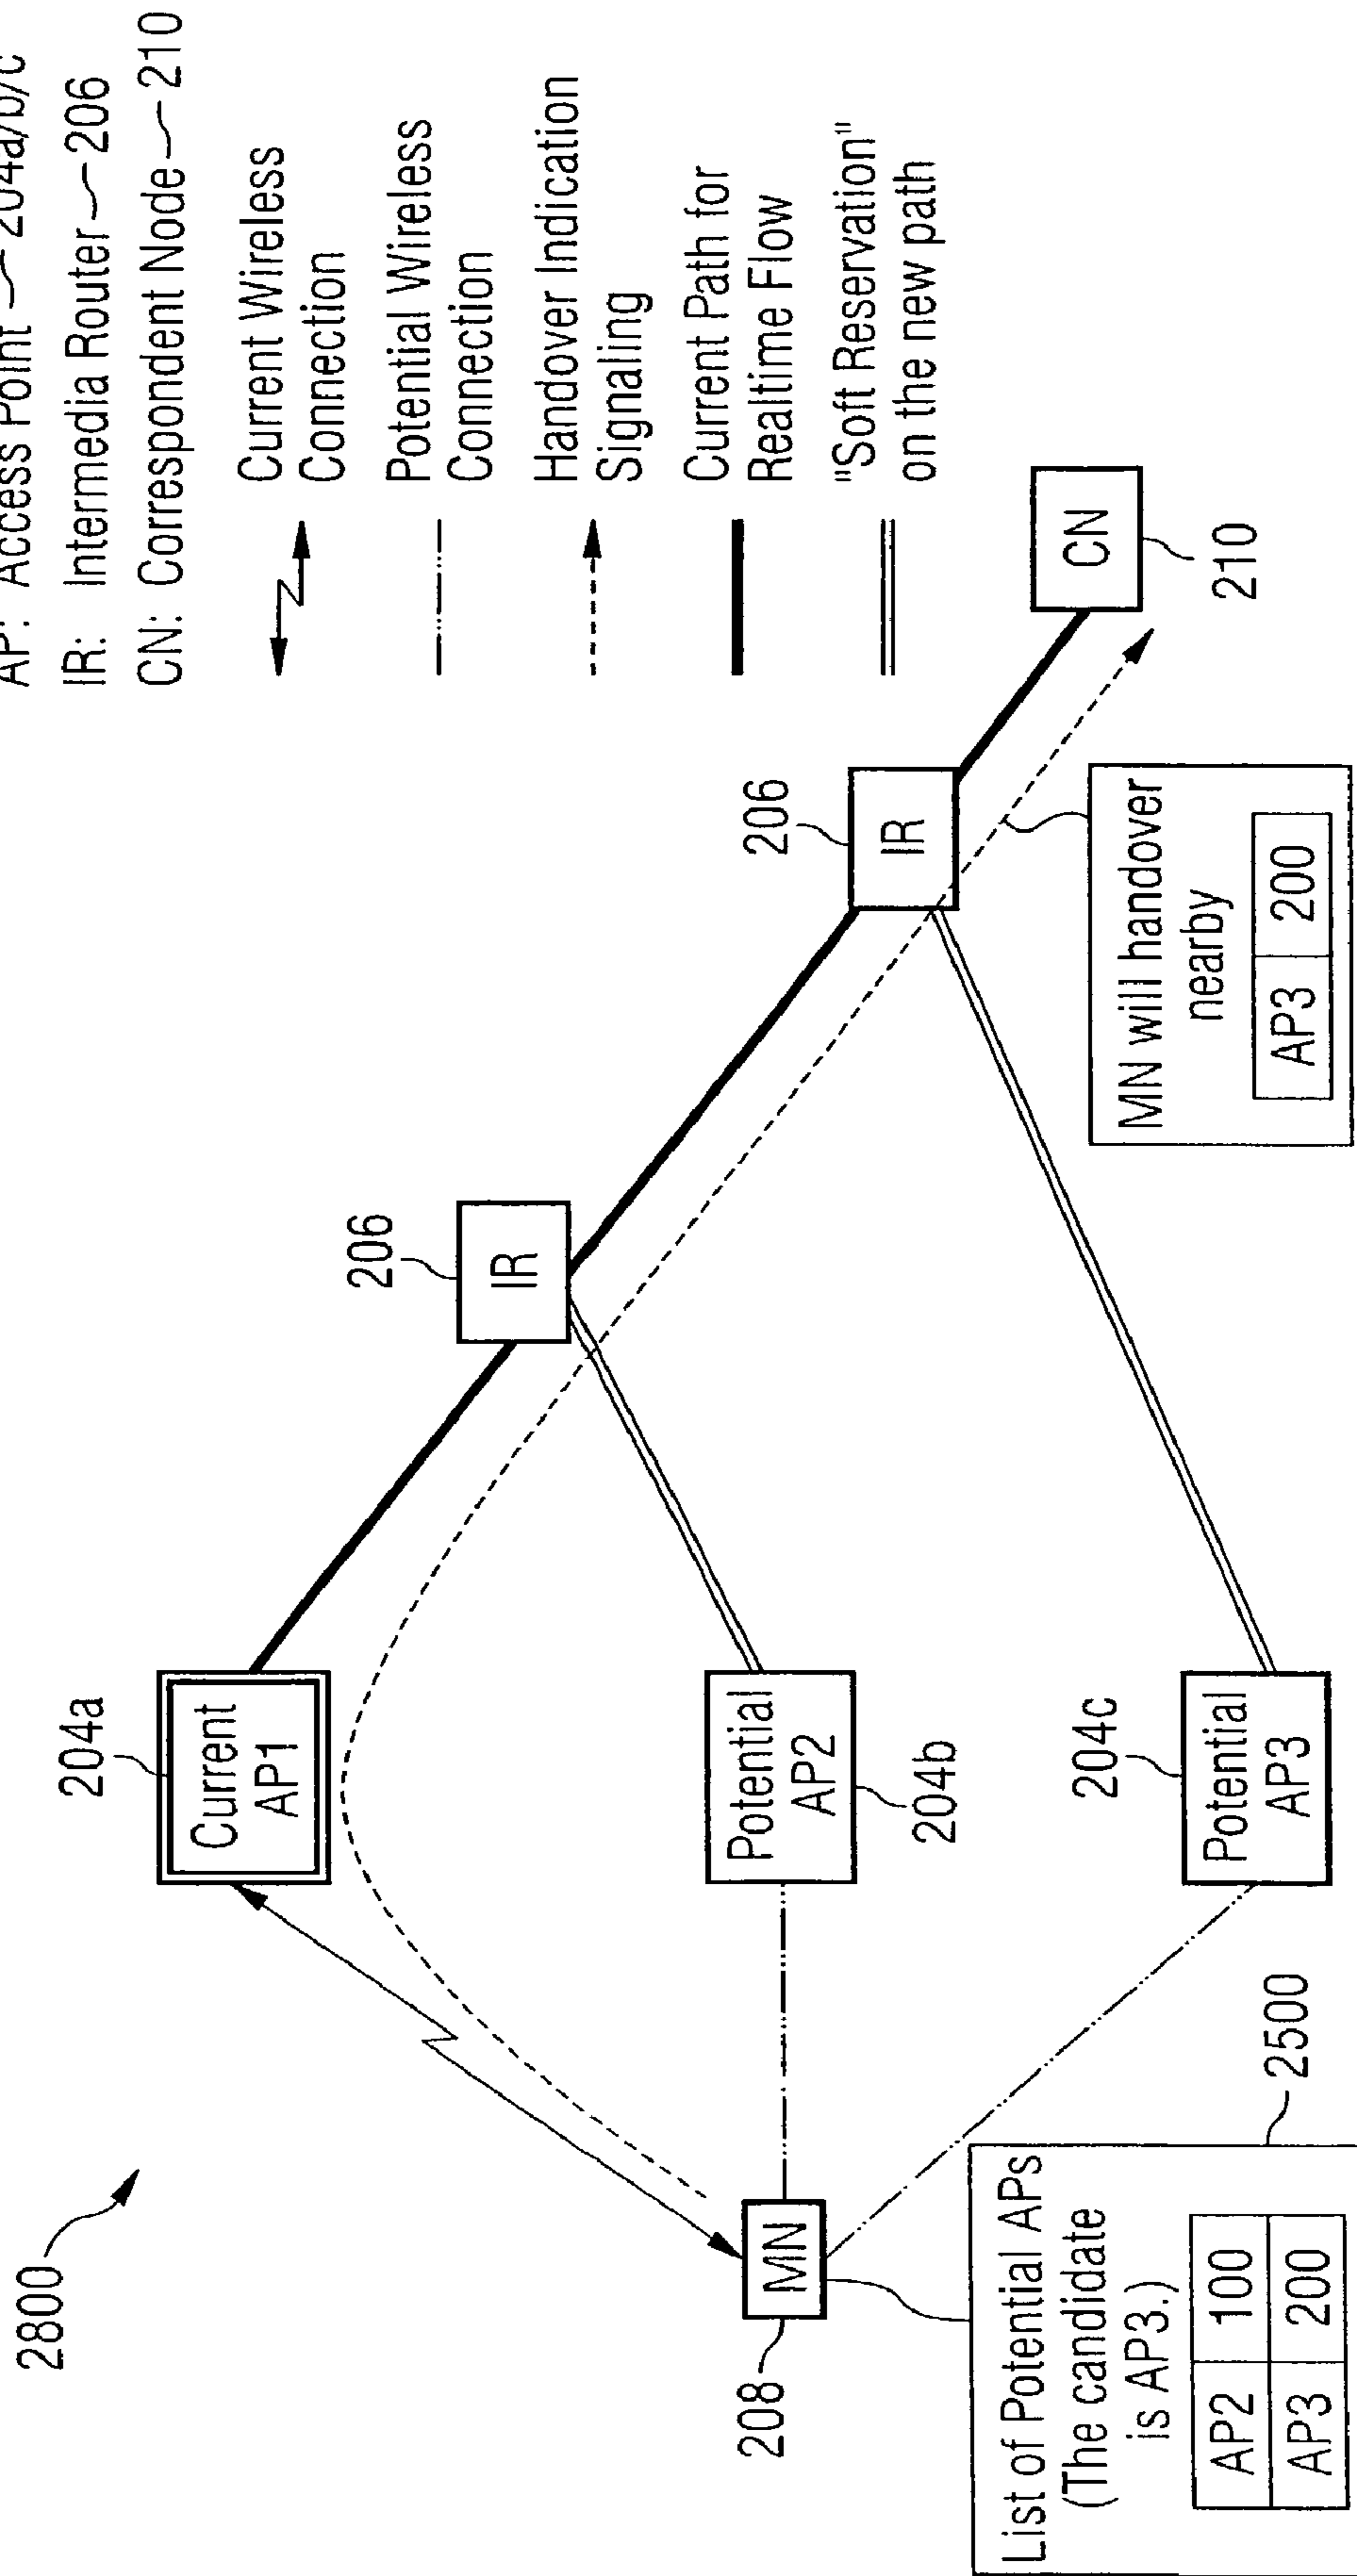 2800
AP: Access Point 204a/b/c
IR: Intermedia Router 206
CN: Correspondent Node 210
Current Wireless
Connection
Potential Wireless
Connection
Handover Indication
Signaling
Current Path for
Realtime Flow
"Soft Reservation"
on the new path
204a
Current
AP1
206
IR
206
IR
CN
210
208
MN
Potential
AP2
204b
204c
Potential
AP3
2500
List of Potential APs
(The candidate
is AP3.)
AP2 100
AP3 200
MN will handover
nearby
AP3 200